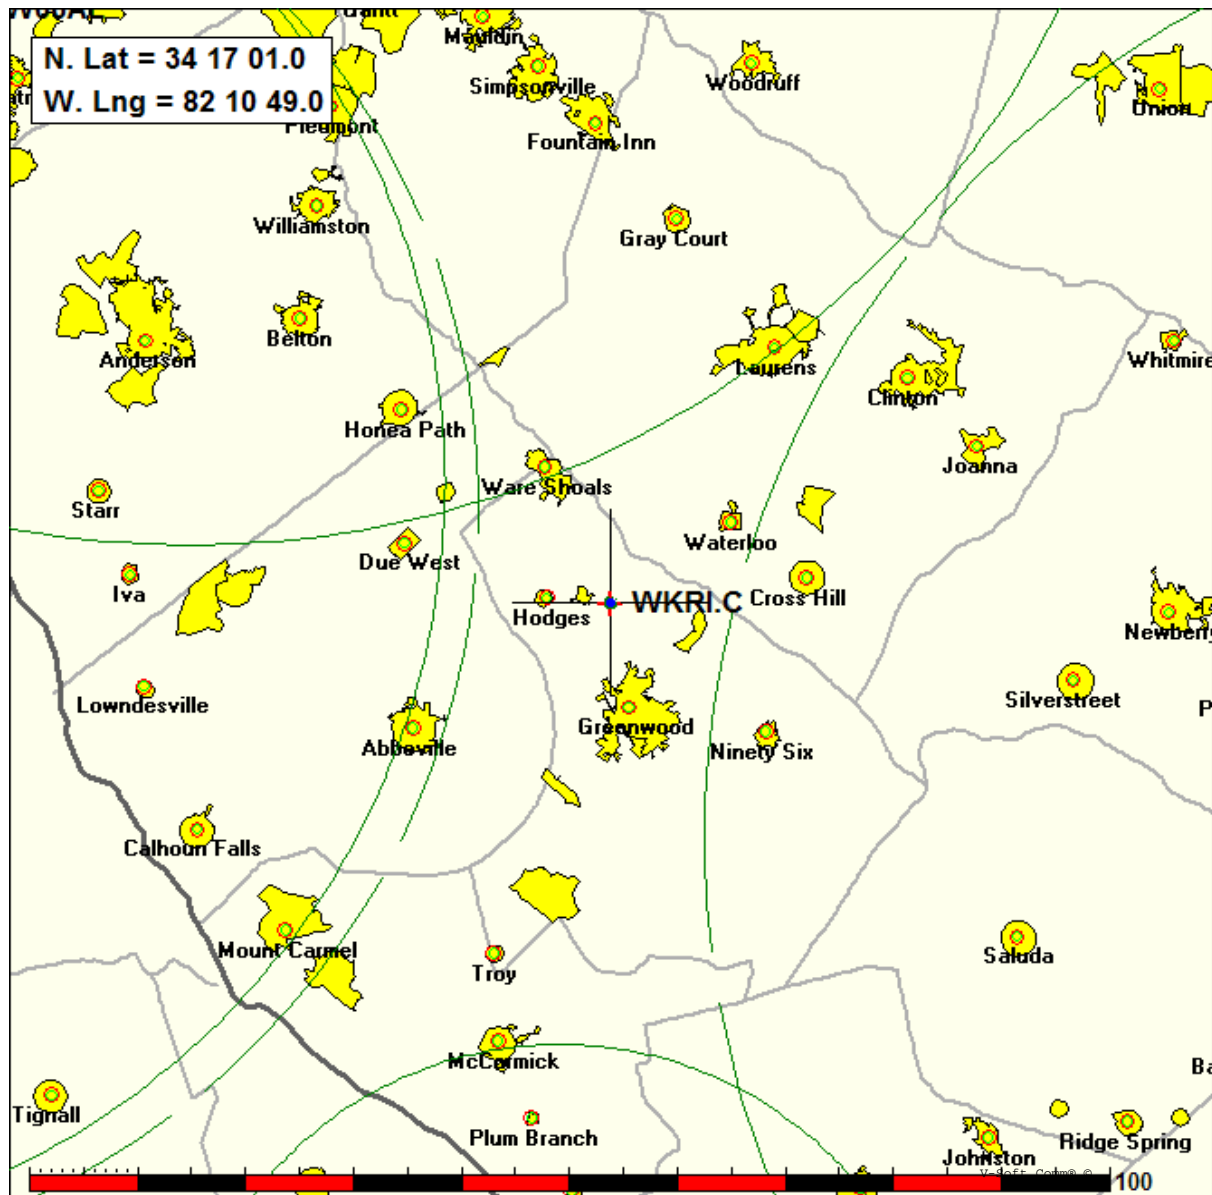 N. Lat = 34 17 01.0
W. Lng = 82 10 49.0
Mauldin
Simpsonville
Woodruff
Union
Piedmont
Fountain Inn
Williamston
Gray Court
Belton
Anderson
Laurens
Whitmire
Clinton
Honea Path
Joanna
Ware Shoals
Starr
Waterloo
Due West
Iva
Hodges
WKRI.C
Cross Hill
Newberry
Lowndesville
Silverstreet
Greenwood
Abbeville
Ninety Six
Calhoun Falls
Mount Carmel
Troy
Saluda
McCormick
Ba
Tignall
Plum Branch
Johnston
Ridge Spring
V-Soft Comm® ©
100